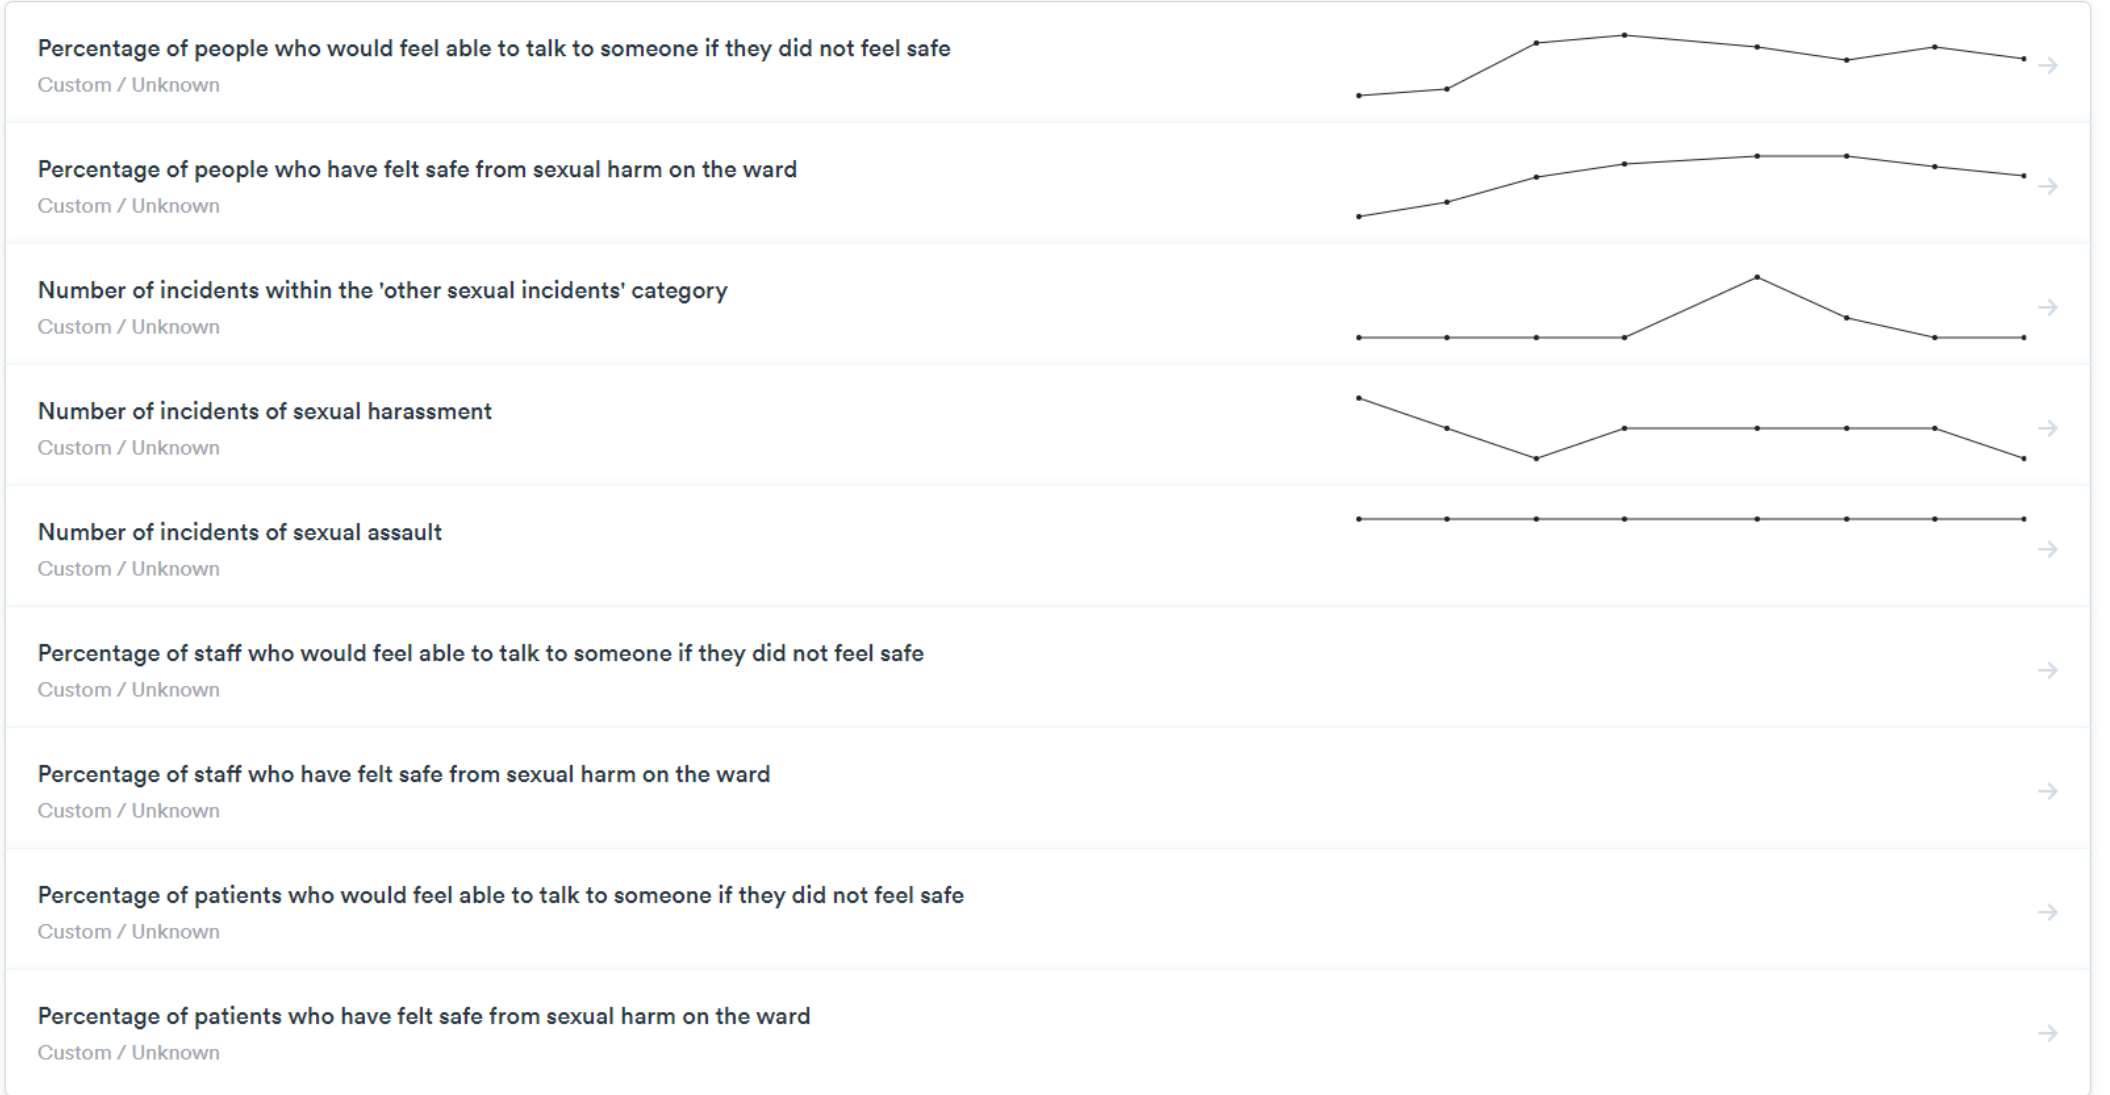 Percentage of people who would feel able to talk to someone if they did not feel safe
Custom / Unknown
Percentage of people who have felt safe from sexual harm on the ward
Custom / Unknown
Number of incidents within the 'other sexual incidents' category
Custom / Unknown
Number of incidents of sexual harassment
Custom / Unknown
Number of incidents of sexual assault
Custom / Unknown
Percentage of staff who would feel able to talk to someone if they did not feel safe
Custom / Unknown
Percentage of staff who have felt safe from sexual harm on the ward
Custom / Unknown
Percentage of patients who would feel able to talk to someone if they did not feel safe
Custom / Unknown
Percentage of patients who have felt safe from sexual harm on the ward
Custom / Unknown